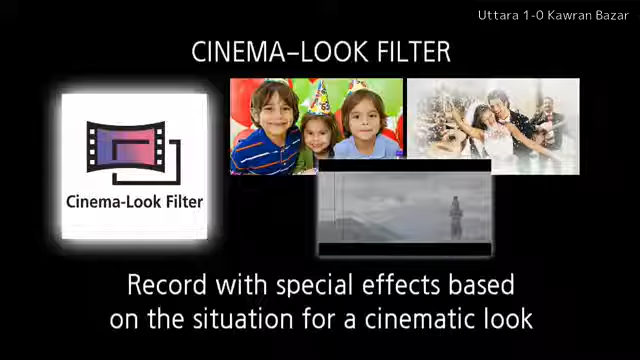 Uttara 1-0 Kawran Bazar
CINEMA–LOOK FILTER
Cinema-Look Filter
Record with special effects based
on the situation for a cinematic look